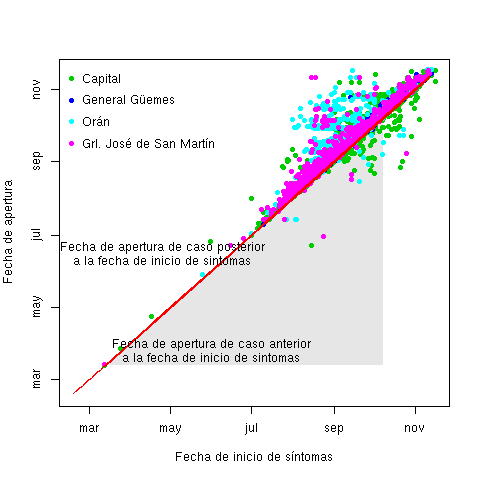 Capital
General Güemes
Orán
Grl. José de San Martín
Fecha de apertura de caso posterior
a la fecha de inicio de sintomas
Fecha de apertura de caso anterior
a la fecha de inicio de sintomas
Fecha de apertura
nov
sep
jul
may
mar
mar
may
jul
sep
nov
Fecha de inicio de síntomas